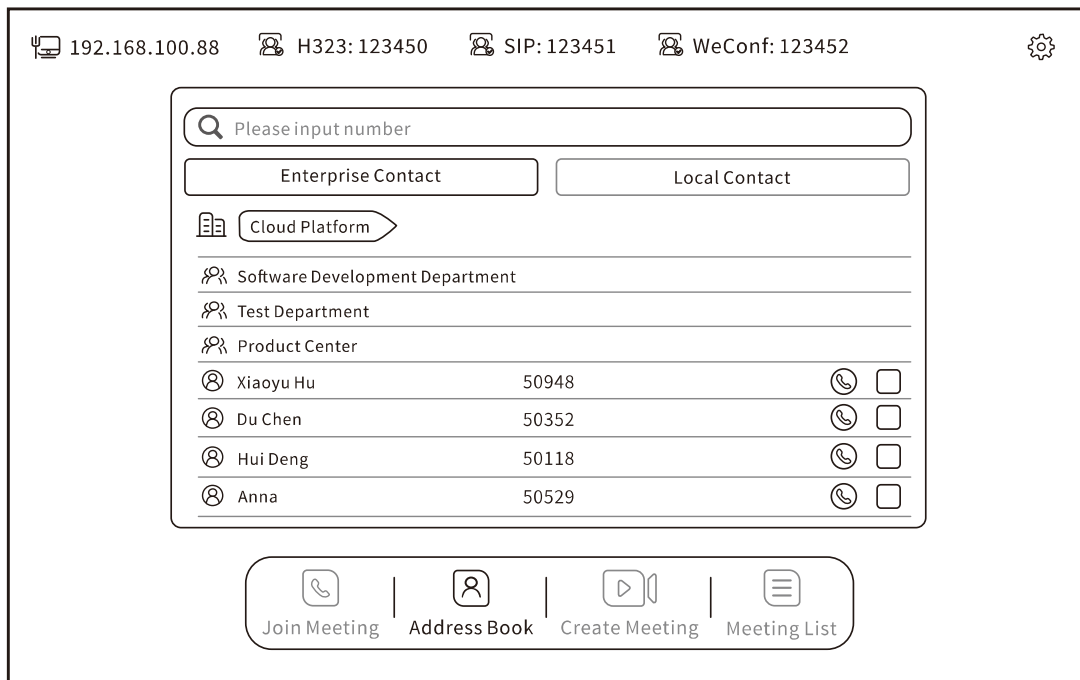 192.168.100.88 H323: 123450 SIP: 123451 WeConf: 123452
Please input number
Enterprise Contact Local Contact
Cloud Platform
Software Development Department
Test Department
Product Center
Xiaoyu Hu 50948
Du Chen 50352
Hui Deng 50118
Anna 50529
Join Meeting Address Book Create Meeting Meeting List